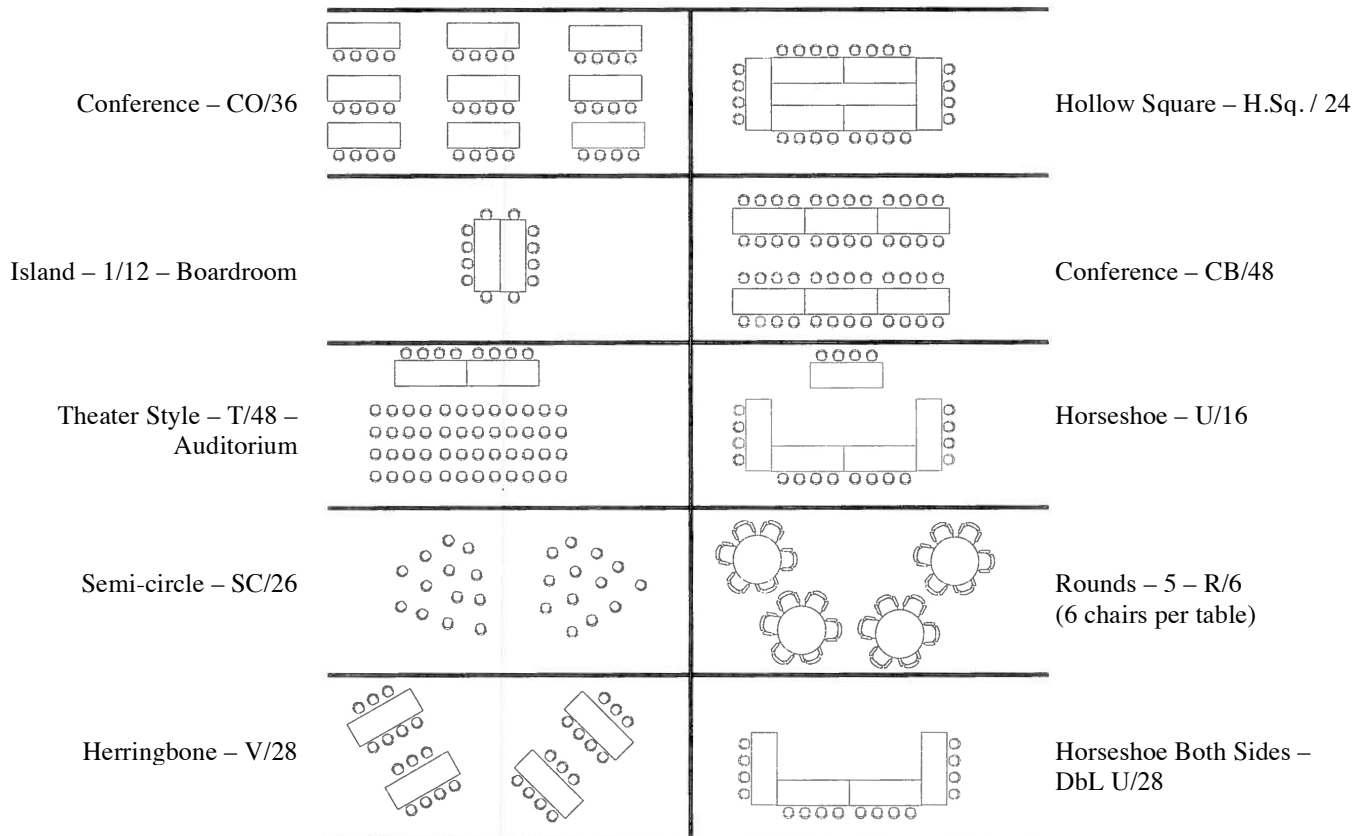 Conference – CO/36
Hollow Square – H.Sq. / 24
Island – 1/12 – Boardroom
Conference – CB/48
Theater Style – T/48 –
Auditorium
Horseshoe – U/16
Semi-circle – SC/26
Rounds – 5 – R/6
(6 chairs per table)
Herringbone – V/28
Horseshoe Both Sides –
DbL U/28